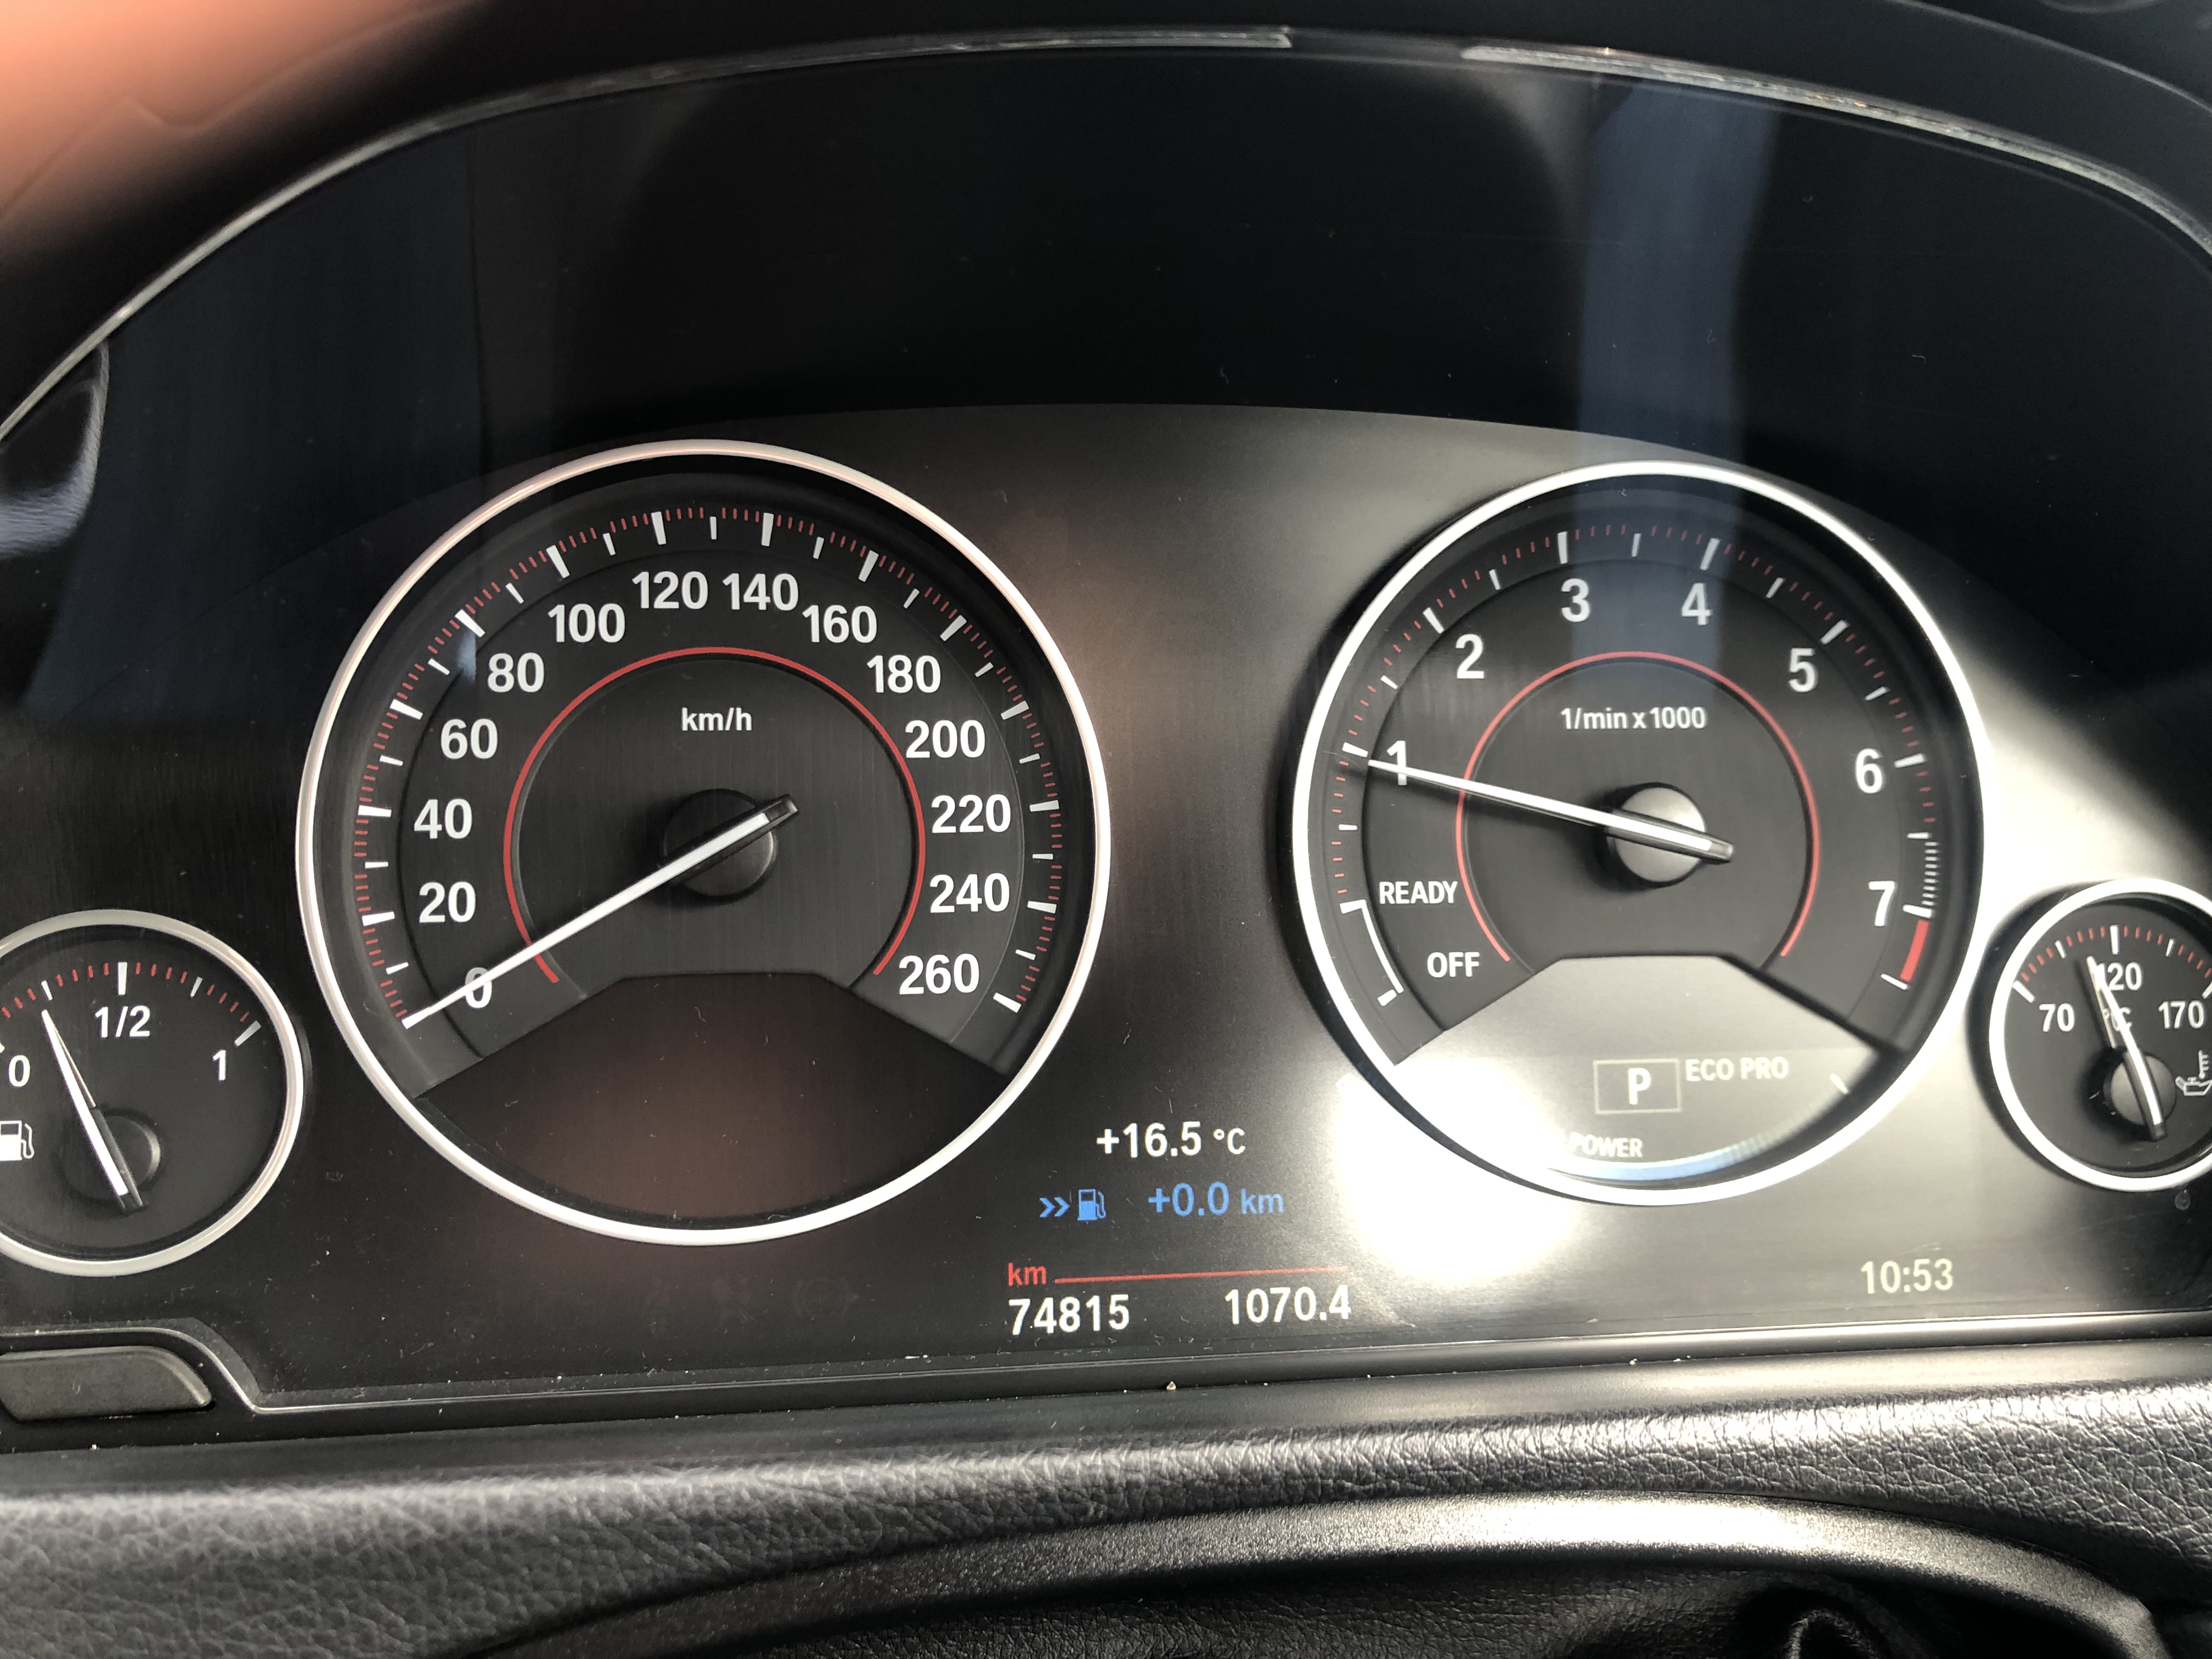 0 1/2 1
0 20 40 60 80 100 120 140 160 180 200 220 240 260
km/h
OFF READY 1 2 3 4 5 6 7
1/min x 1000
70 120 170
°C
P ECO PRO
POWER
+16.5 °C
+0.0 km
km
74815 1070.4
10:53